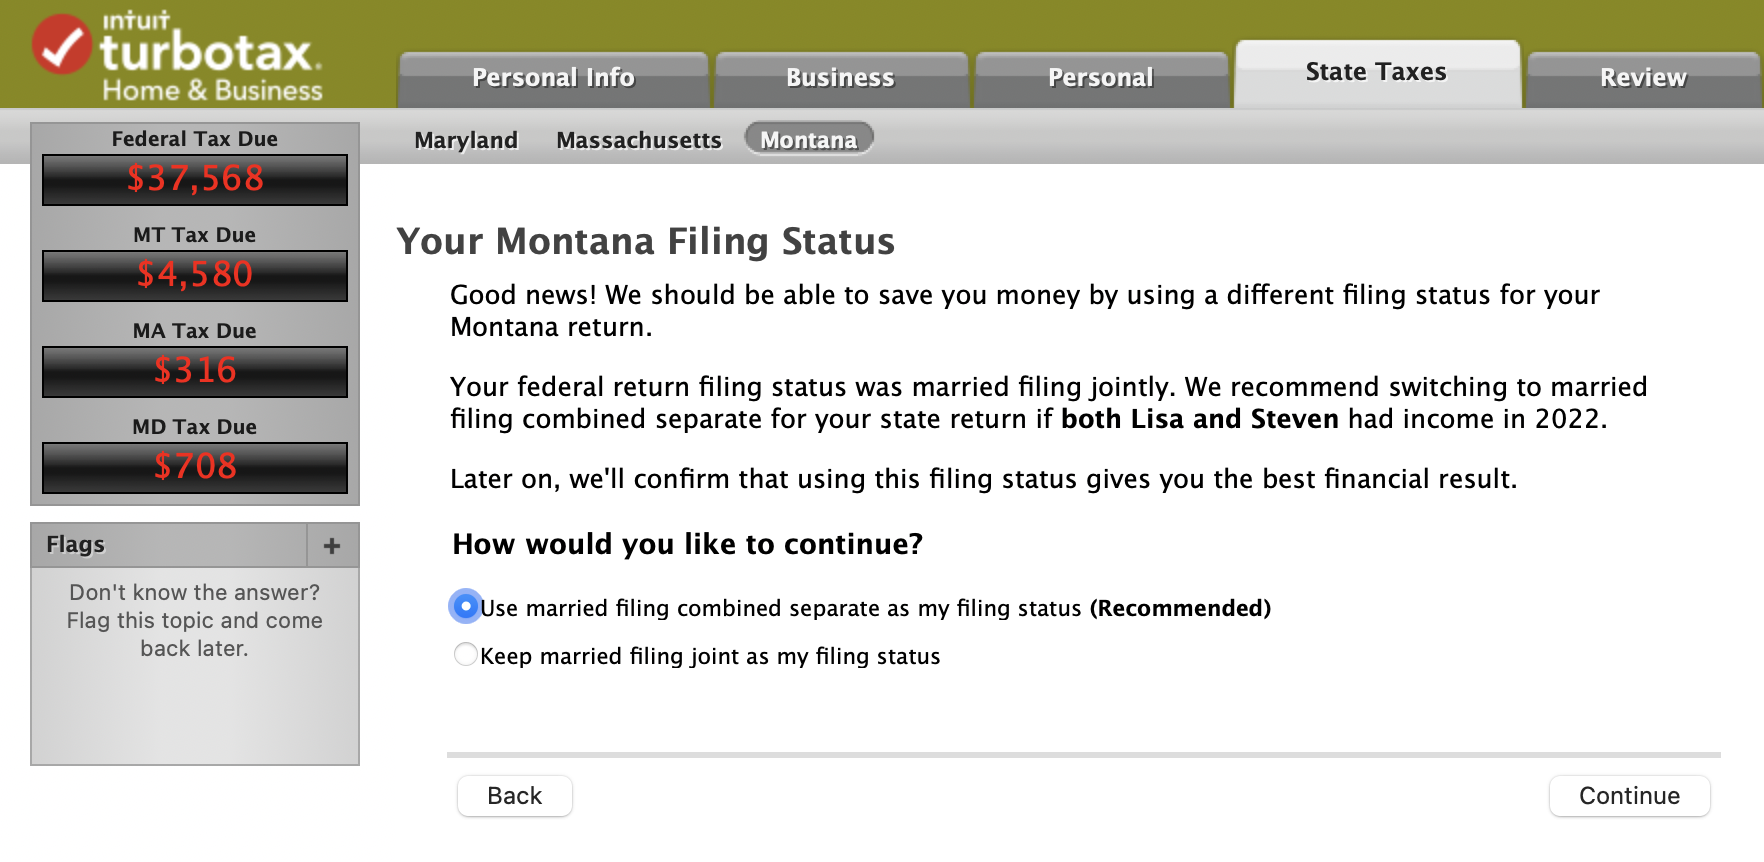 intuit
turbotax.
Home & Business
Personal Info
Business
Personal
State Taxes
Review
Maryland
Massachusetts
Montana
Federal Tax Due
$37,568
MT Tax Due
$4,580
MA Tax Due
$316
MD Tax Due
$708
Flags
+
Don't know the answer?
Flag this topic and come
back later.
Your Montana Filing Status
Good news! We should be able to save you money by using a different filing status for your
Montana return.
Your federal return filing status was married filing jointly. We recommend switching to married
filing combined separate for your state return if both Lisa and Steven had income in 2022.
Later on, we'll confirm that using this filing status gives you the best financial result.
How would you like to continue?
Use married filing combined separate as my filing status (Recommended)
Keep married filing joint as my filing status
Back
Continue